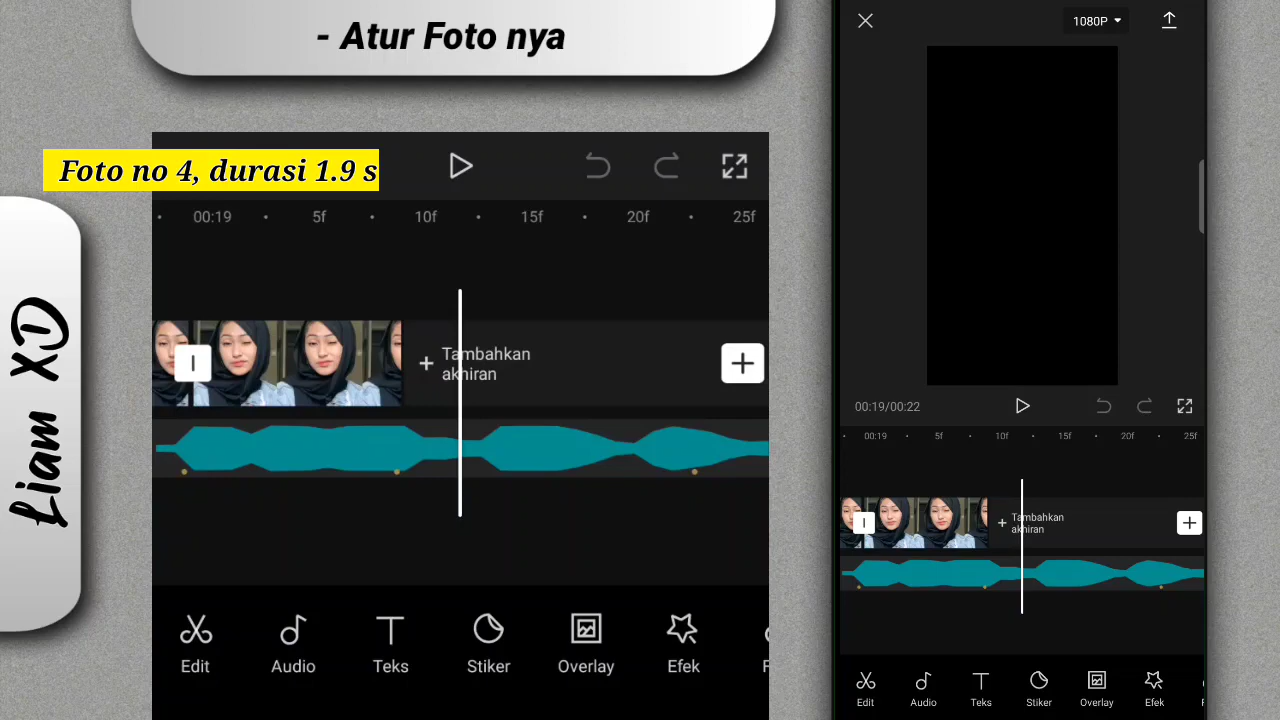 - Atur Foto nya
Foto no 4, durasi 1.9 s
Liam XD
00:19 5f 10f 15f 20f 25f
+ Tambahkan
akhiran
Edit Audio Teks Stiker Overlay Efek
1080P
00:19/00:22
00:19 5f 10f 15f 20f 25f
+ Tambahkan
akhiran
Edit Audio Teks Stiker Overlay Efek